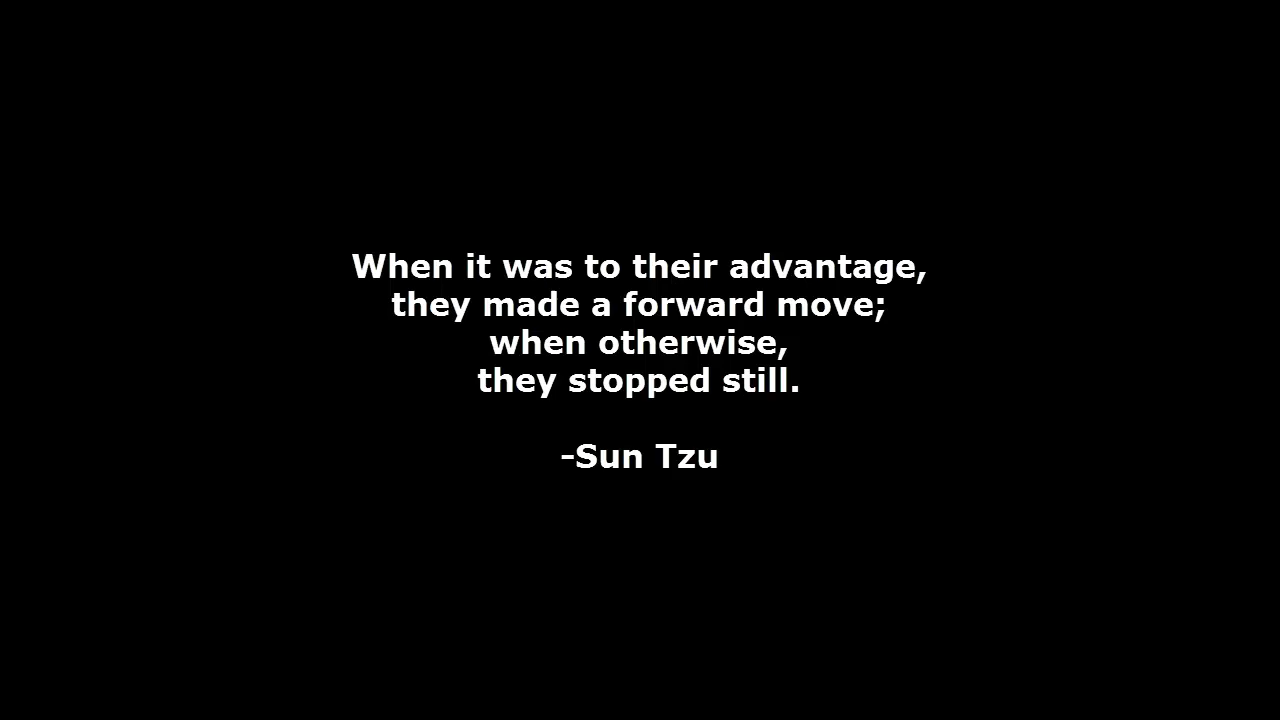 When it was to their advantage,
they made a forward move;
when otherwise,
they stopped still.
-Sun Tzu